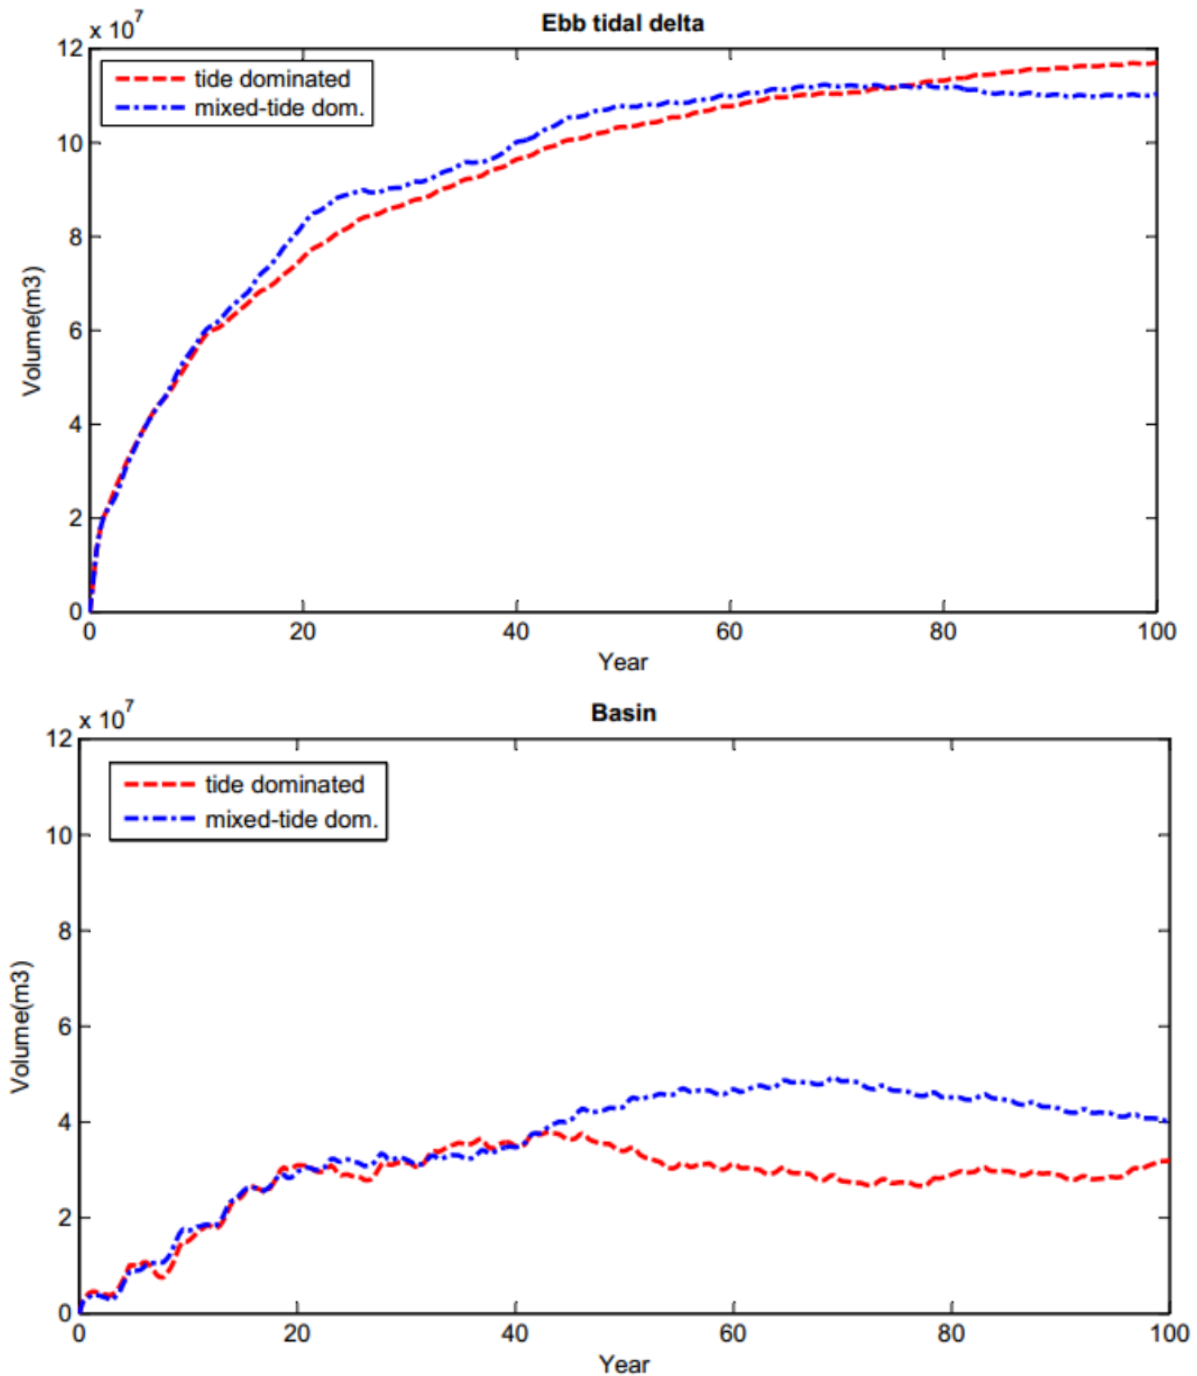 Ebb tidal delta
x 10^7
12
10
8
6
4
2
0
Volume(m3)
tide dominated
mixed-tide dom.
0 20 40 60 80 100
Year
Basin
x 10^7
12
10
8
6
4
2
0
Volume(m3)
tide dominated
mixed-tide dom.
0 20 40 60 80 100
Year